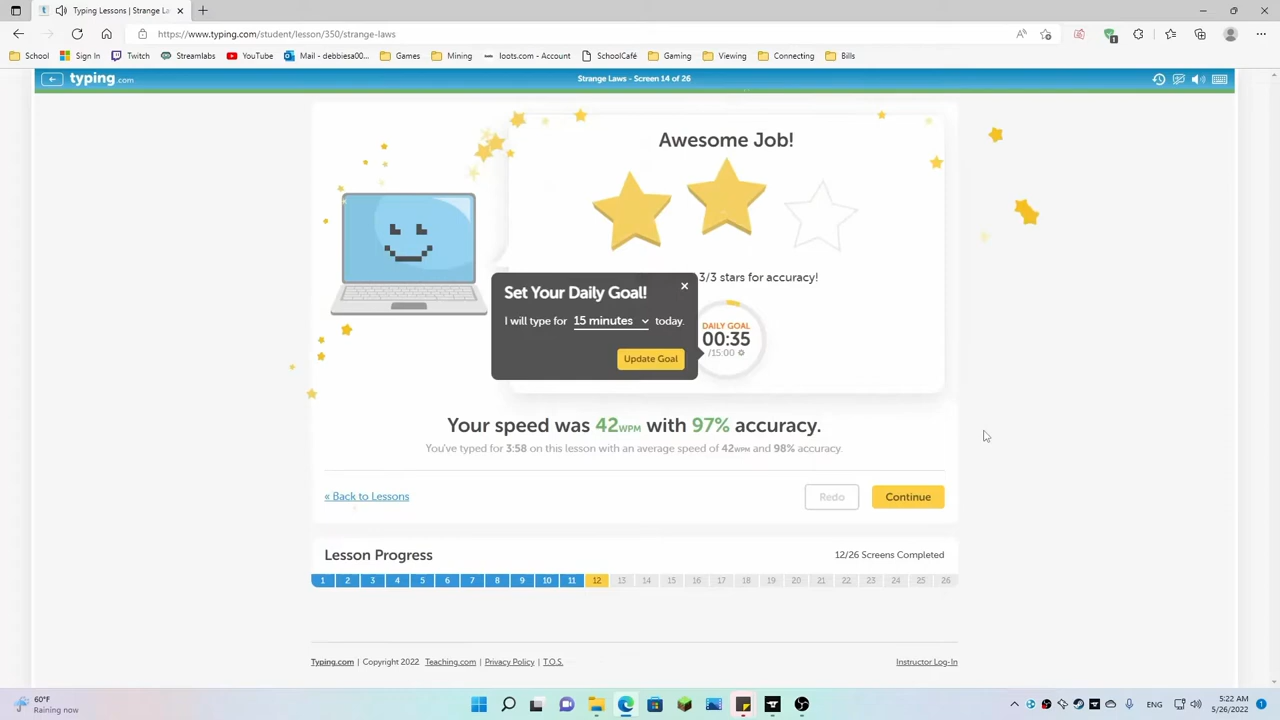 Typing Lessons | Strange Law
https://www.typing.com/student/lesson/350/strange-laws
School
Install uv
Twitch
Streamlabs
YouTube
Mail - debbiesa00...
Games
Mining
loots.com - Account
SchoolCafé
Gaming
Viewing
Connecting
Bills
typing.com
Strange Laws - Screen 14 of 26
Awesome Job!
3/3 stars for accuracy!
Set Your Daily Goal!
I will type for 15 minutes today.
Update Goal
DAILY GOAL
00:35
/15:00
Your speed was 42WPM with 97% accuracy.
You've typed for 3:58 on this lesson with an average speed of 42WPM and 98% accuracy.
« Back to Lessons
Redo
Continue
Lesson Progress
12/26 Screens Completed
1 2 3 4 5 6 7 8 9 10 11 12 13 14 15 16 17 18 19 20 21 22 23 24 25 26
Typing.com | Copyright 2022 Teaching.com | Privacy Policy | T.O.S.
Instructor Log-In
60°F
Raining now
ENG
5:22 AM
5/26/2022